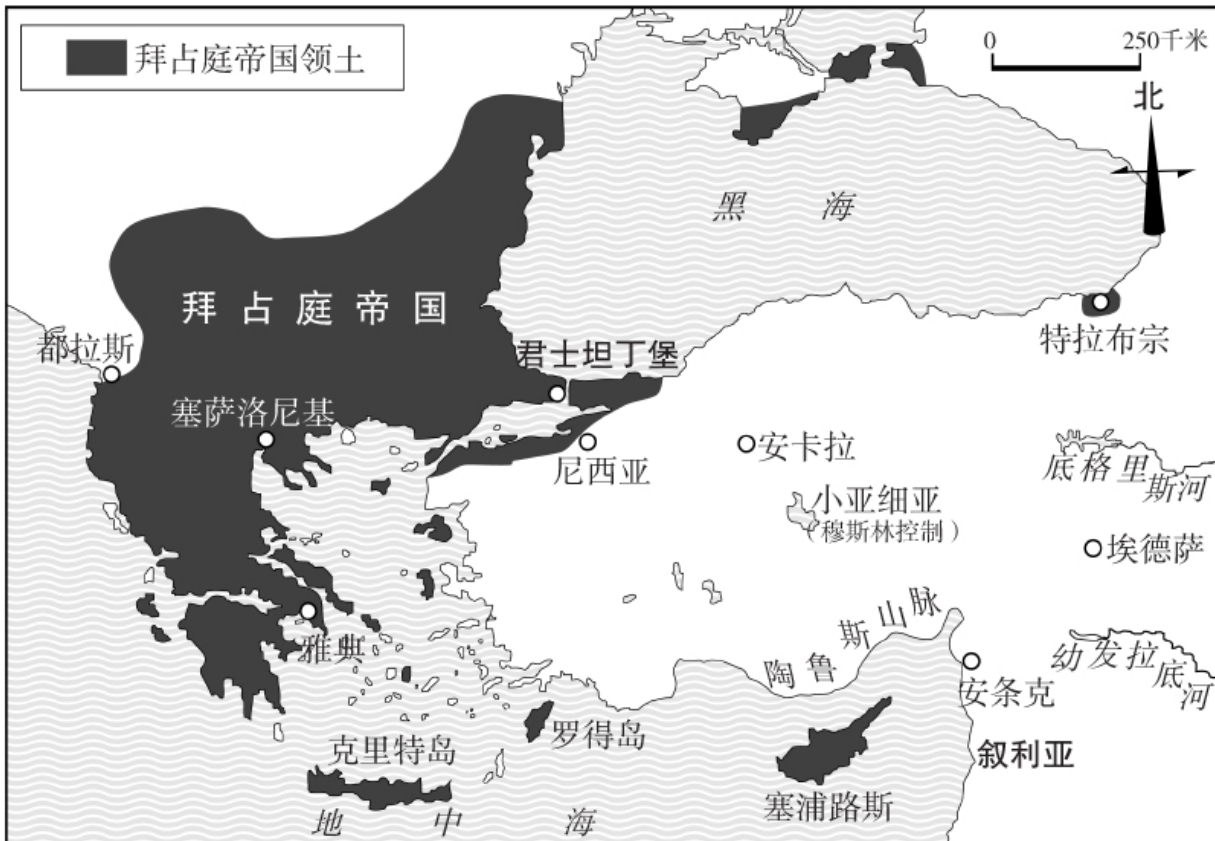 拜占庭帝国领土
0 250千米
北
黑海
拜占庭帝国
都拉斯
君士坦丁堡
特拉布宗
塞萨洛尼基
尼西亚
安卡拉
底格里斯河
小亚细亚
(穆斯林控制)
埃德萨
雅典
陶鲁斯山脉
安条克
幼发拉底河
克里特岛
罗得岛
叙利亚
塞浦路斯
地中海